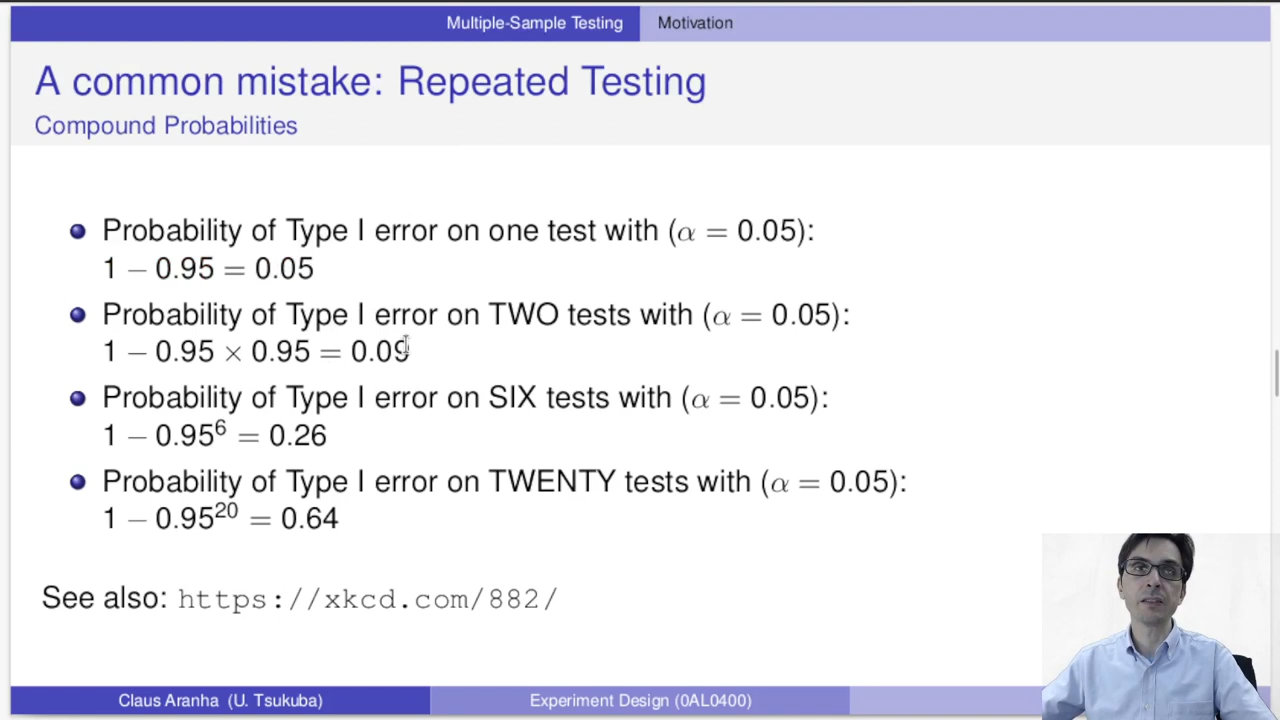 Multiple-Sample Testing Motivation
A common mistake: Repeated Testing
Compound Probabilities
Probability of Type I error on one test with (α = 0.05):
1 − 0.95 = 0.05
Probability of Type I error on TWO tests with (α = 0.05):
1 − 0.95 × 0.95 = 0.09
Probability of Type I error on SIX tests with (α = 0.05):
1 − 0.95⁶ = 0.26
Probability of Type I error on TWENTY tests with (α = 0.05):
1 − 0.95²⁰ = 0.64
See also: https://xkcd.com/882/
Claus Aranha (U. Tsukuba) Experiment Design (0AL0400)